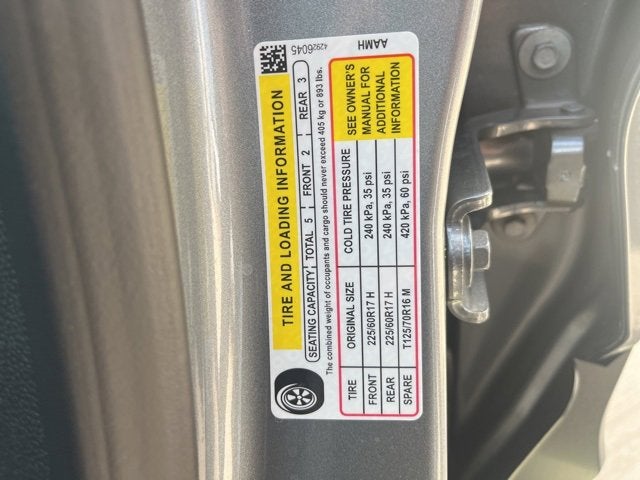 TIRE AND LOADING INFORMATION
SEATING CAPACITY TOTAL 5 FRONT 2 REAR 3
The combined weight of occupants and cargo should never exceed 405 kg or 893 lbs.
TIRE ORIGINAL SIZE COLD TIRE PRESSURE
FRONT 225/60R17 H 240 kPa, 35 psi
REAR 225/60R17 H 240 kPa, 35 psi
SPARE T125/70R16 M 420 kPa, 60 psi
SEE OWNER'S
MANUAL FOR
ADDITIONAL
INFORMATION
42926045
AAMH